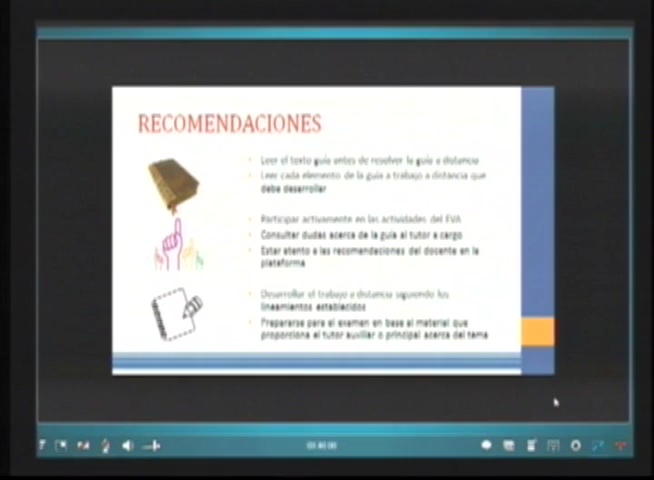 RECOMENDACIONES
Leer el texto guía antes de resolver la guía a distancia
Leer cada elemento de la guía a trabajo a distancia que
debe desarrollar
Participar activamente en las actividades del EVA
Consultar dudas acerca de la guía al tutor a cargo
Estar atento a las recomendaciones del docente en la
plataforma
Desarrollar el trabajo a distancia siguiendo los
lineamientos establecidos
Prepararse para el examen en base al material que
proporciona el tutor auxiliar o principal acerca del tema